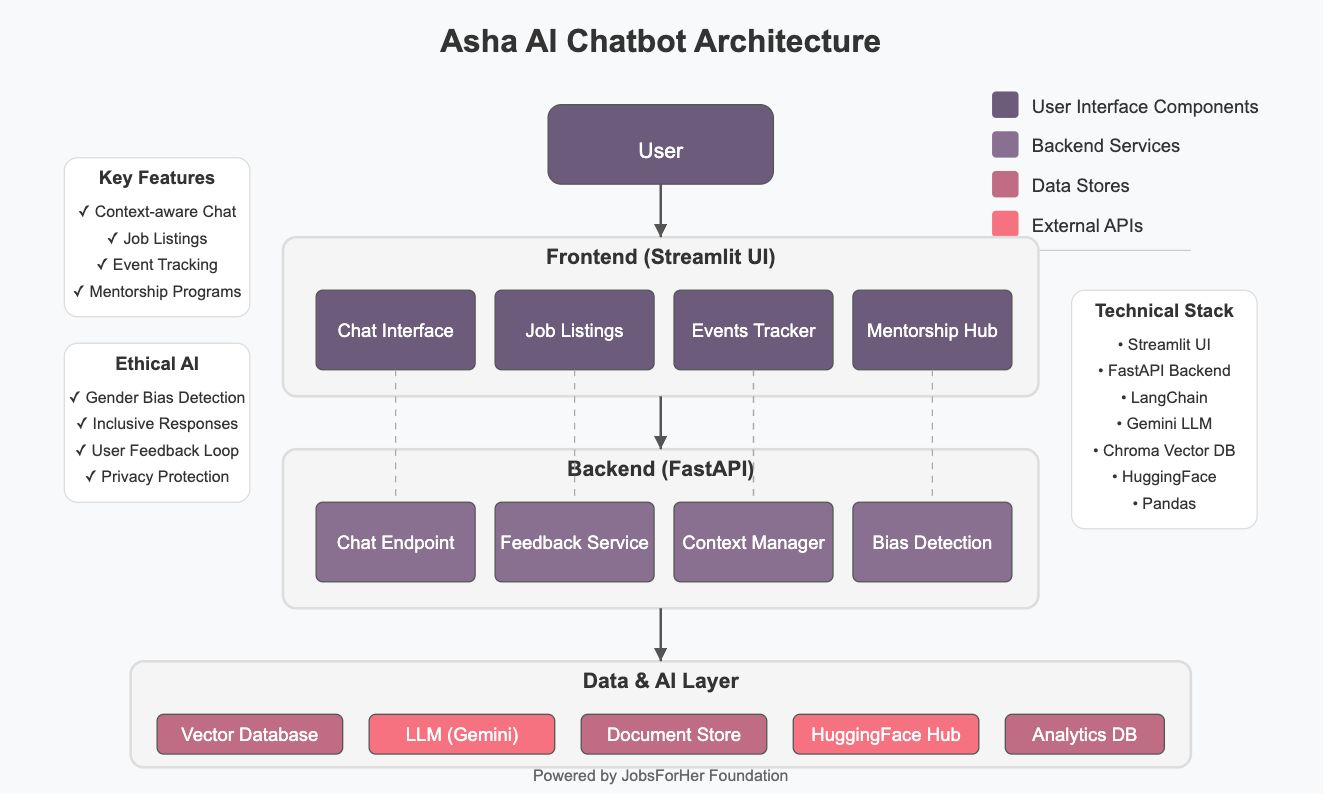 Asha AI Chatbot Architecture
User
User Interface Components
Backend Services
Data Stores
External APIs
Key Features
✓ Context-aware Chat
✓ Job Listings
✓ Event Tracking
✓ Mentorship Programs
Ethical AI
✓ Gender Bias Detection
✓ Inclusive Responses
✓ User Feedback Loop
✓ Privacy Protection
Frontend (Streamlit UI)
Chat Interface
Job Listings
Events Tracker
Mentorship Hub
Technical Stack
• Streamlit UI
• FastAPI Backend
• LangChain
• Gemini LLM
• Chroma Vector DB
• HuggingFace
• Pandas
Backend (FastAPI)
Chat Endpoint
Feedback Service
Context Manager
Bias Detection
Data & AI Layer
Vector Database
LLM (Gemini)
Document Store
HuggingFace Hub
Analytics DB
Powered by JobsForHer Foundation